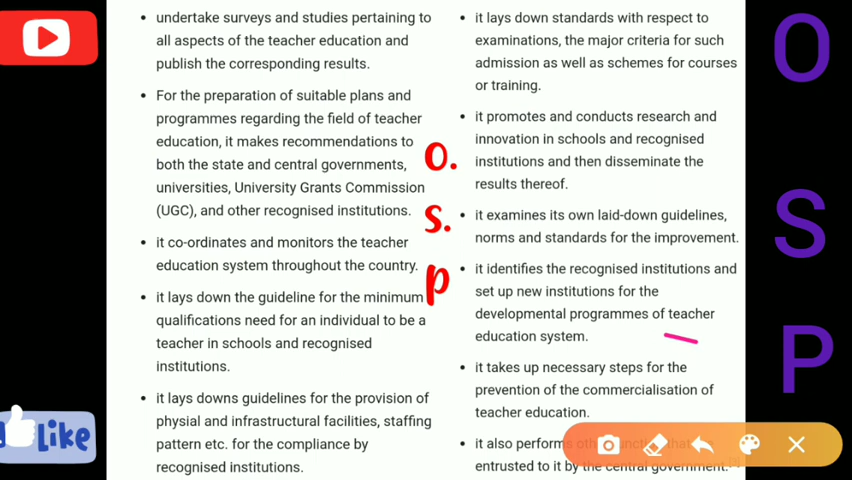 undertake surveys and studies pertaining to
all aspects of the teacher education and
publish the corresponding results.
For the preparation of suitable plans and
programmes regarding the field of teacher
education, it makes recommendations to
both the state and central governments,
universities, University Grants Commission
(UGC), and other recognised institutions.
it co-ordinates and monitors the teacher
education system throughout the country.
it lays down the guideline for the minimum
qualifications need for an individual to be a
teacher in schools and recognised
institutions.
it lays downs guidelines for the provision of
physial and infrastructural facilities, staffing
pattern etc. for the compliance by
recognised institutions.
it lays down standards with respect to
examinations, the major criteria for such
admission as well as schemes for courses
or training.
it promotes and conducts research and
innovation in schools and recognised
institutions and then disseminate the
results thereof.
it examines its own laid-down guidelines,
norms and standards for the improvement.
it identifies the recognised institutions and
set up new institutions for the
developmental programmes of teacher
education system.
it takes up necessary steps for the
prevention of the commercialisation of
teacher education.
it also performs
entrusted to it by the central government.
O.
S.
P
O
S
P
Like